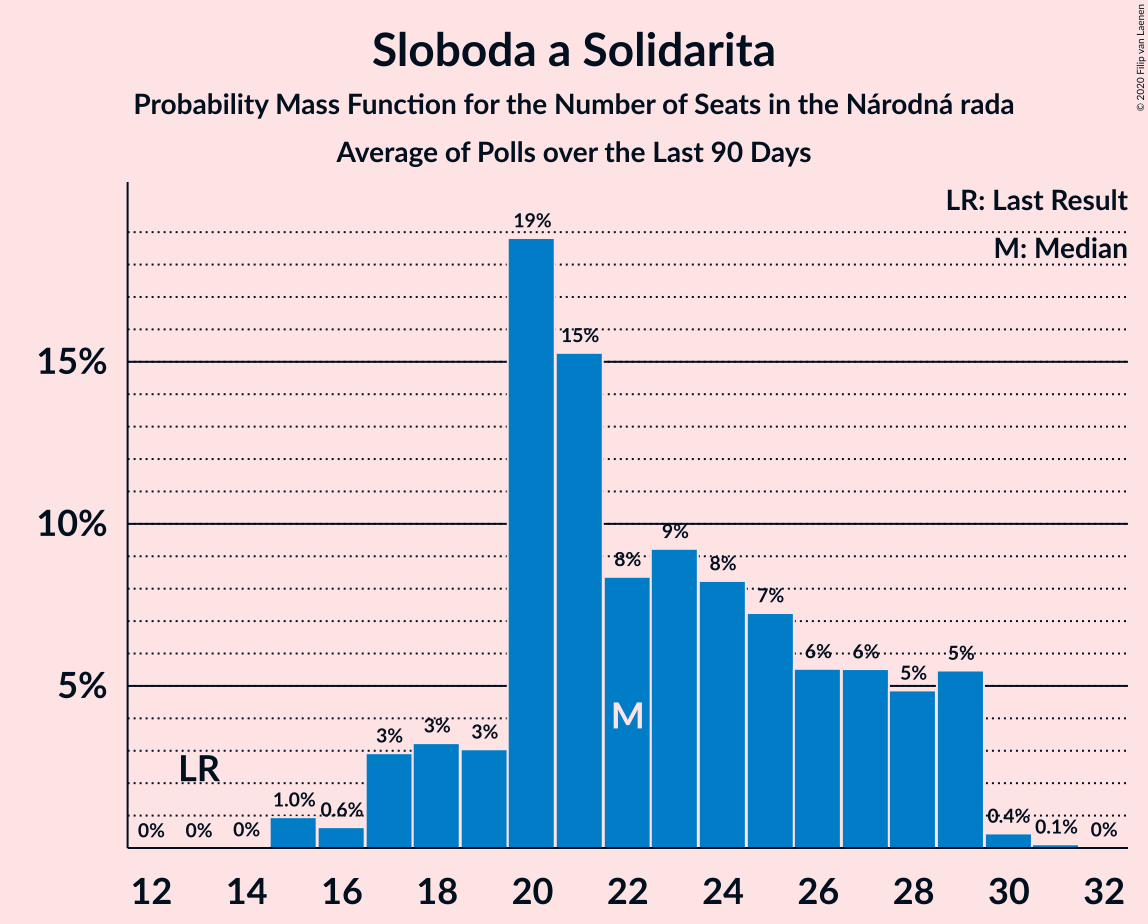 Sloboda a Solidarita
Probability Mass Function for the Number of Seats in the Národná rada
Average of Polls over the Last 90 Days
© 2020 Filip van Laenen
LR: Last Result
M: Median
15%
10%
5%
0%
0%
0%
1.0%
0.6%
3%
3%
3%
19%
15%
8%
9%
8%
7%
6%
6%
5%
5%
0.4%
0.1%
0%
LR
M
12 14 16 18 20 22 24 26 28 30 32